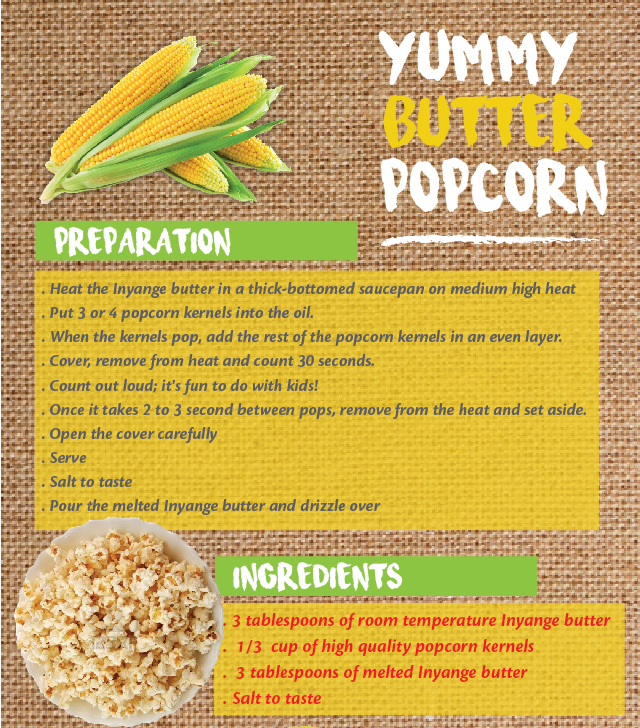 YUMMY
BUTTER
POPCORN
PREPARATION
. Heat the Inyange butter in a thick-bottomed saucepan on medium high heat
. Put 3 or 4 popcorn kernels into the oil.
. When the kernels pop, add the rest of the popcorn kernels in an even layer.
. Cover, remove from heat and count 30 seconds.
. Count out loud; it's fun to do with kids!
. Once it takes 2 to 3 second between pops, remove from the heat and set aside.
. Open the cover carefully
. Serve
. Salt to taste
. Pour the melted Inyange butter and drizzle over
INGREDIENTS
. 3 tablespoons of room temperature Inyange butter
. 1/3 cup of high quality popcorn kernels
. 3 tablespoons of melted Inyange butter
. Salt to taste